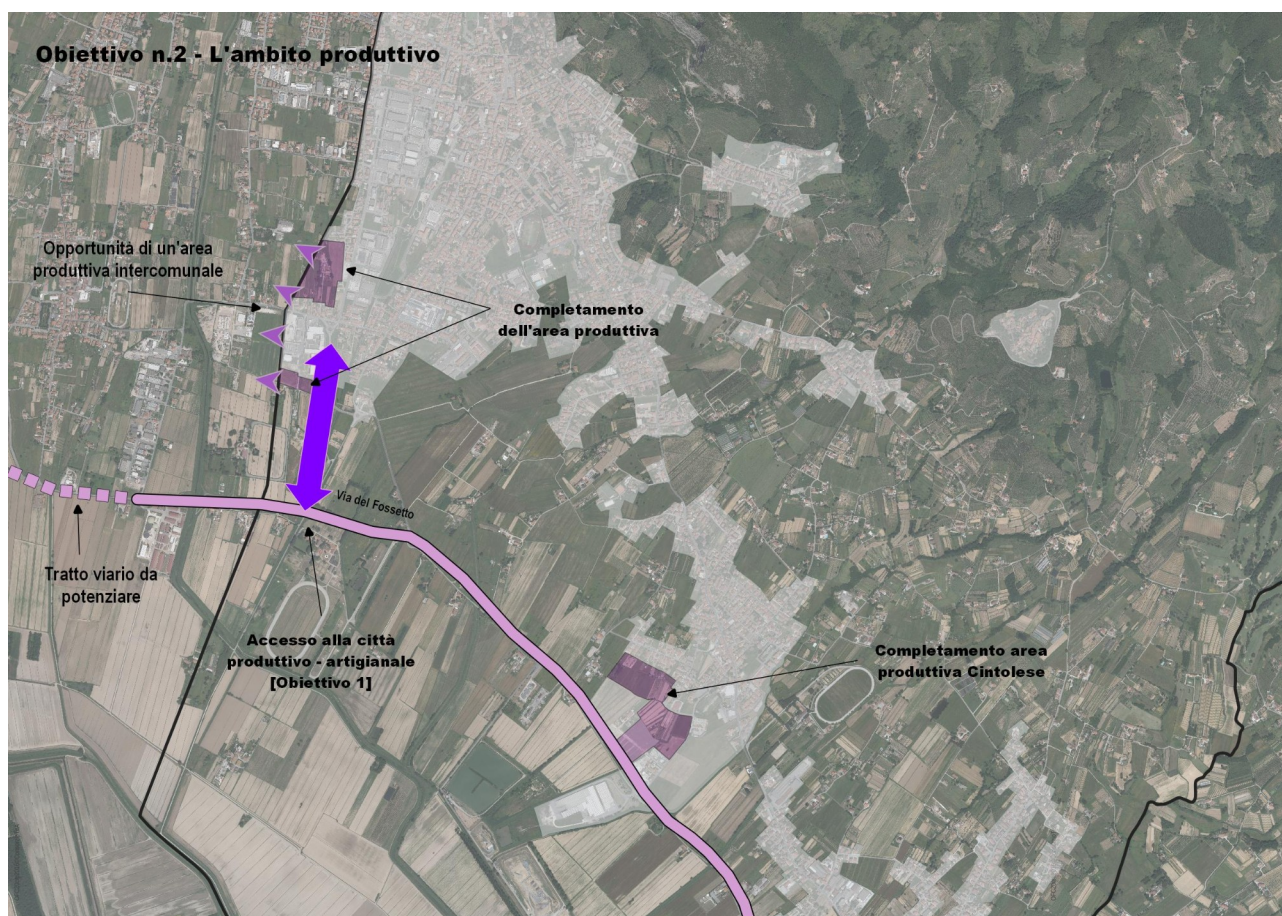 Obiettivo n.2 - L'ambito produttivo
Opportunità di un'area
produttiva intercomunale
Completamento
dell'area produttiva
Via del Fossetto
Tratto viario da
potenziare
Accesso alla città
produttivo - artigianale
[Obiettivo 1]
Completamento area
produttiva Cintolese